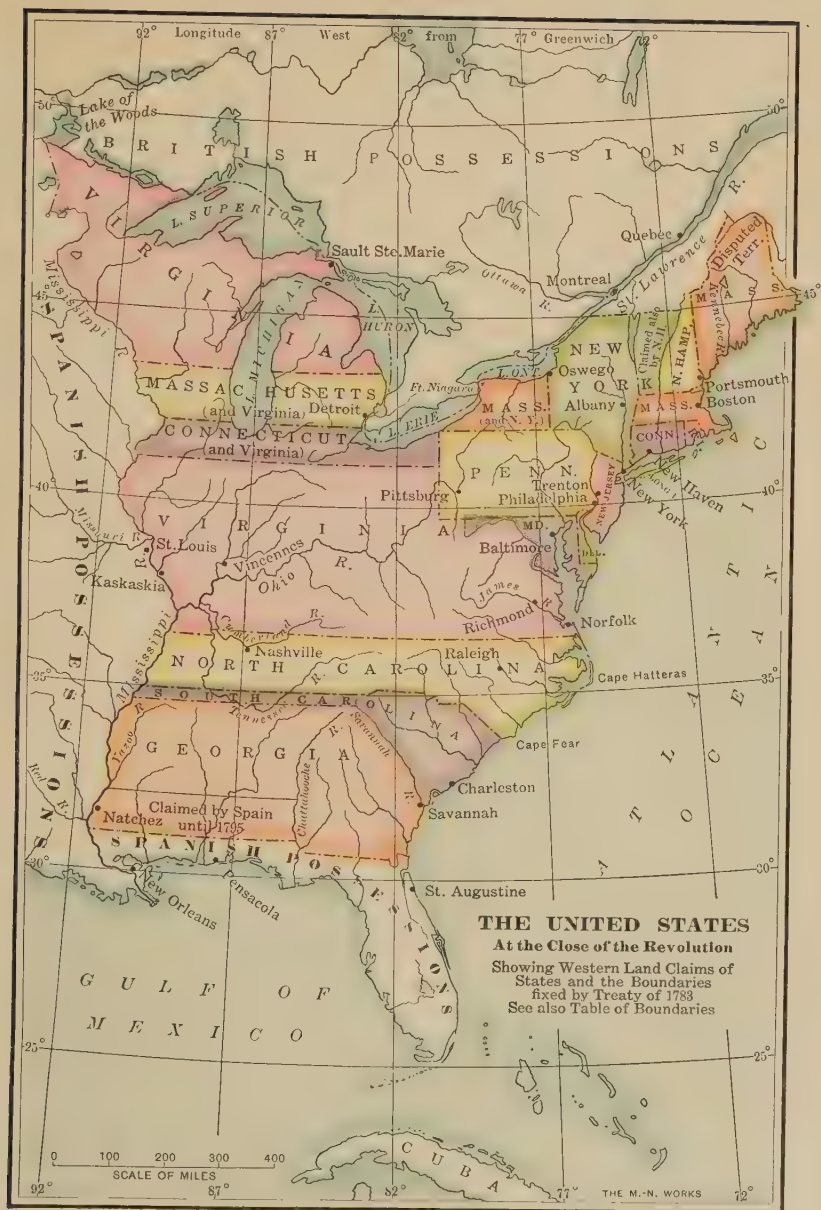 92° Longitude 87° West 82° from 77° Greenwich 72°
50°
50°
Lake of
the Woods
BRITISH POSSESSIONS
VIRGINIA
L. SUPERIOR
Sault Ste. Marie
Quebec
St. Lawrence R.
Montreal
Ottawa R.
Disputed
Terr.
MASS.
Kennebec R.
45°
45°
Mississippi R.
L. MICHIGAN
L. HURON
NEW
YORK
Claimed also
by N.H.
N. HAMP.
L. ONT.
Oswego
Ft. Niagara
MASSACHUSETTS
(and Virginia)
Detroit
L. ERIE
MASS.
(and N. Y.)
Albany
MASS.
Portsmouth
Boston
CONNECTICUT
(and Virginia)
CONN.
New Haven
New York
SPANISH POSSESSIONS
PENN.
Pittsburg
Trenton
Philadelphia
NEW JERSEY
40°
40°
VIRGINIA
MD.
Baltimore
DEL.
Missouri R.
St. Louis
Vincennes
Kaskaskia
Ohio R.
James R.
Richmond
Norfolk
Mississippi R.
Cumberland R.
Nashville
Raleigh
NORTH CAROLINA
Cape Hatteras
35°
35°
SOUTH CAROLINA
Tennessee R.
Cape Fear
Yazoo R.
GEORGIA
Savannah R.
Chattahooche R.
Charleston
Savannah
Red R.
Natchez
Claimed by Spain
until 1795
SPANISH POSSESSIONS
30°
30°
New Orleans
Pensacola
St. Augustine
ATLANTIC
OCEAN
THE UNITED STATES
At the Close of the Revolution
Showing Western Land Claims of
States and the Boundaries
fixed by Treaty of 1783
See also Table of Boundaries
GULF OF
MEXICO
25°
25°
CUBA
0 100 200 300 400
SCALE OF MILES
THE M.-N. WORKS
92° 87° 82° 77° 72°